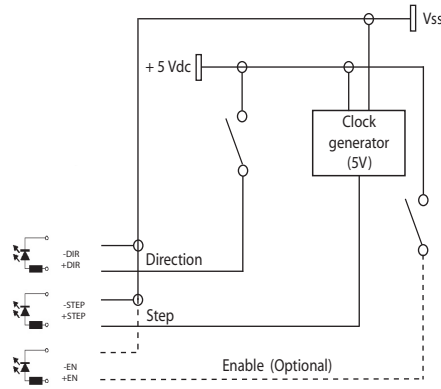 Vss
+ 5 Vdc
Clock
generator
(5V)
-DIR
+DIR
Direction
-STEP
+STEP
Step
-EN
+EN
Enable (Optional)